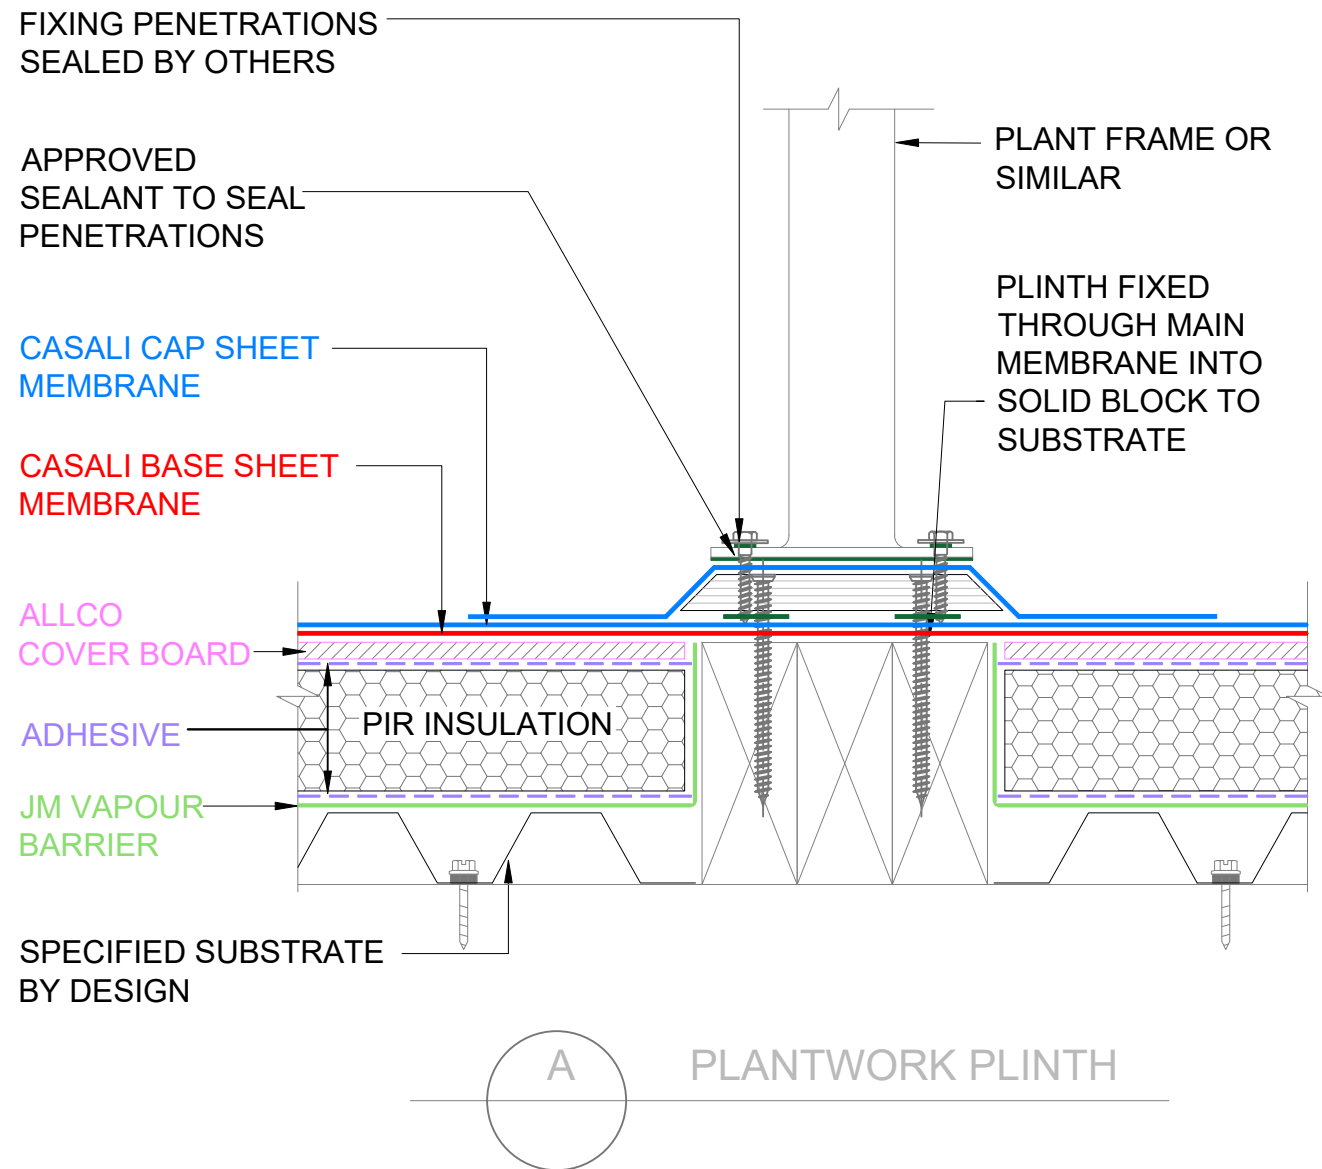 FIXING PENETRATIONS
SEALED BY OTHERS
APPROVED
SEALANT TO SEAL
PENETRATIONS
PLANT FRAME OR
SIMILAR
PLINTH FIXED
THROUGH MAIN
MEMBRANE INTO
SOLID BLOCK TO
SUBSTRATE
CASALI CAP SHEET
MEMBRANE
CASALI BASE SHEET
MEMBRANE
ALLCO
COVER BOARD
ADHESIVE
PIR INSULATION
JM VAPOUR
BARRIER
SPECIFIED SUBSTRATE
BY DESIGN
A
PLANTWORK PLINTH